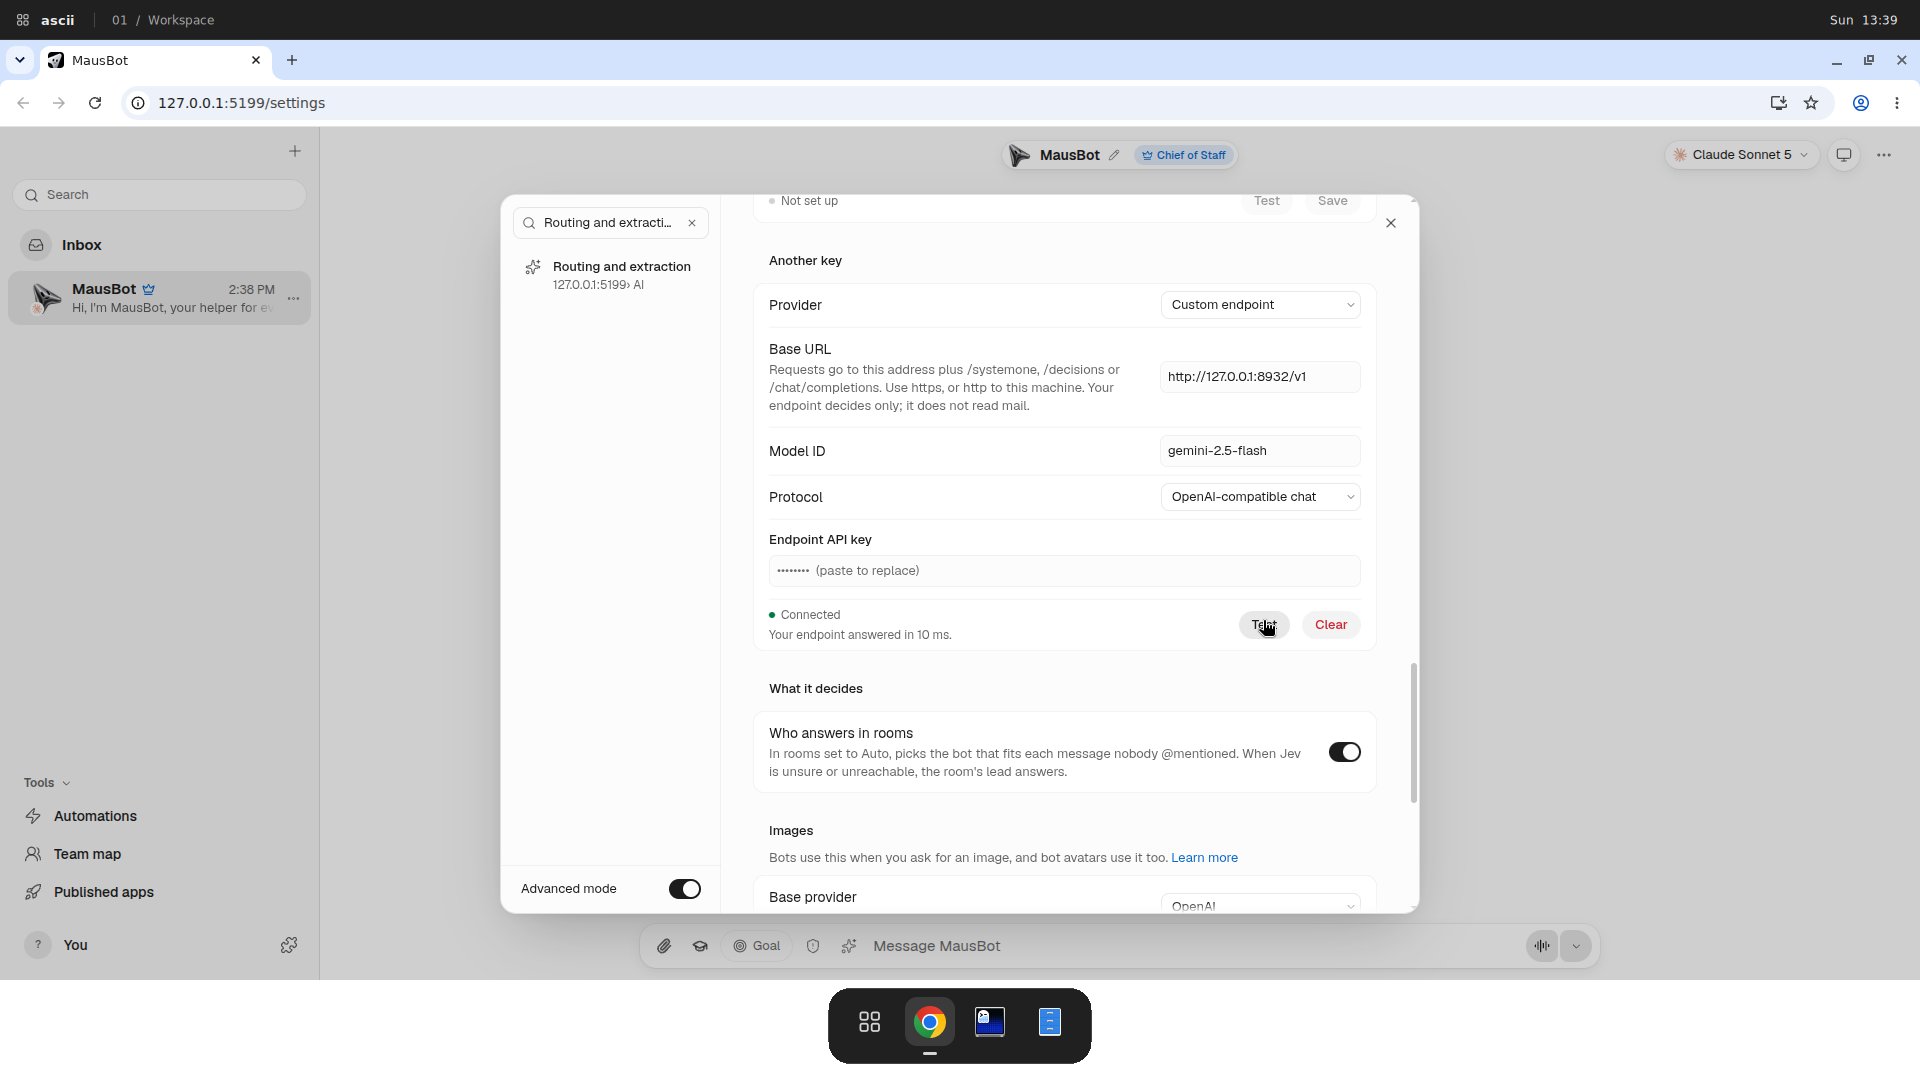 ascii
01 / Workspace
Sun 13:39
MausBot
127.0.0.1:5199/settings
MausBot
Chief of Staff
Claude Sonnet 5
Search
Inbox
MausBot
2:38 PM
Hi, I'm MausBot, your helper for ev
Tools
Automations
Team map
Published apps
?
You
Routing and extracti...
Routing and extraction
127.0.0.1:5199› AI
Advanced mode
Not set up
Test
Save
Another key
Provider
Custom endpoint
Base URL
Requests go to this address plus /systemone, /decisions or
/chat/completions. Use https, or http to this machine. Your
endpoint decides only; it does not read mail.
http://127.0.0.1:8932/v1
Model ID
gemini-2.5-flash
Protocol
OpenAI-compatible chat
Endpoint API key
•••••••• (paste to replace)
Connected
Your endpoint answered in 10 ms.
Clear
What it decides
Who answers in rooms
In rooms set to Auto, picks the bot that fits each message nobody @mentioned. When Jev
is unsure or unreachable, the room's lead answers.
Images
Bots use this when you ask for an image, and bot avatars use it too. Learn more
Base provider
OpenAI
Goal
Message MausBot